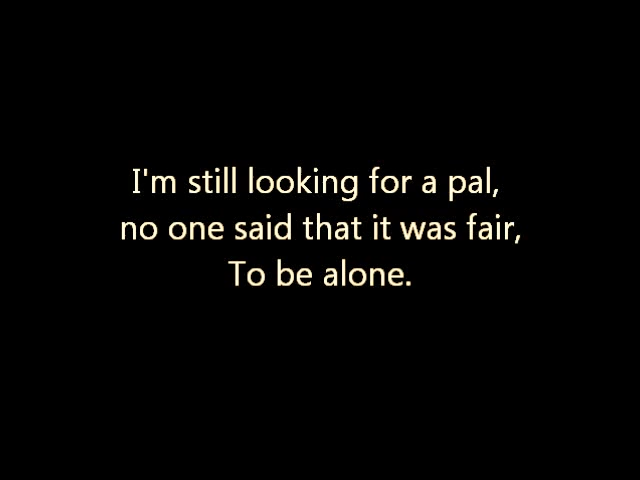 I'm still looking for a pal,
no one said that it was fair,
To be alone.